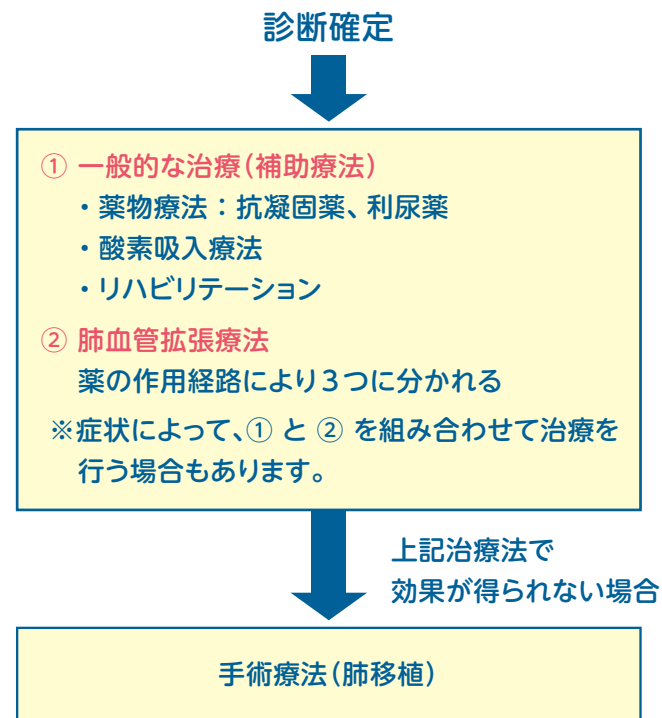 診断確定
① 一般的な治療(補助療法)
・薬物療法：抗凝固薬、利尿薬
・酸素吸入療法
・リハビリテーション
② 肺血管拡張療法
薬の作用経路により3つに分かれる
※症状によって、① と ② を組み合わせて治療を
行う場合もあります。
上記治療法で
効果が得られない場合
手術療法(肺移植)